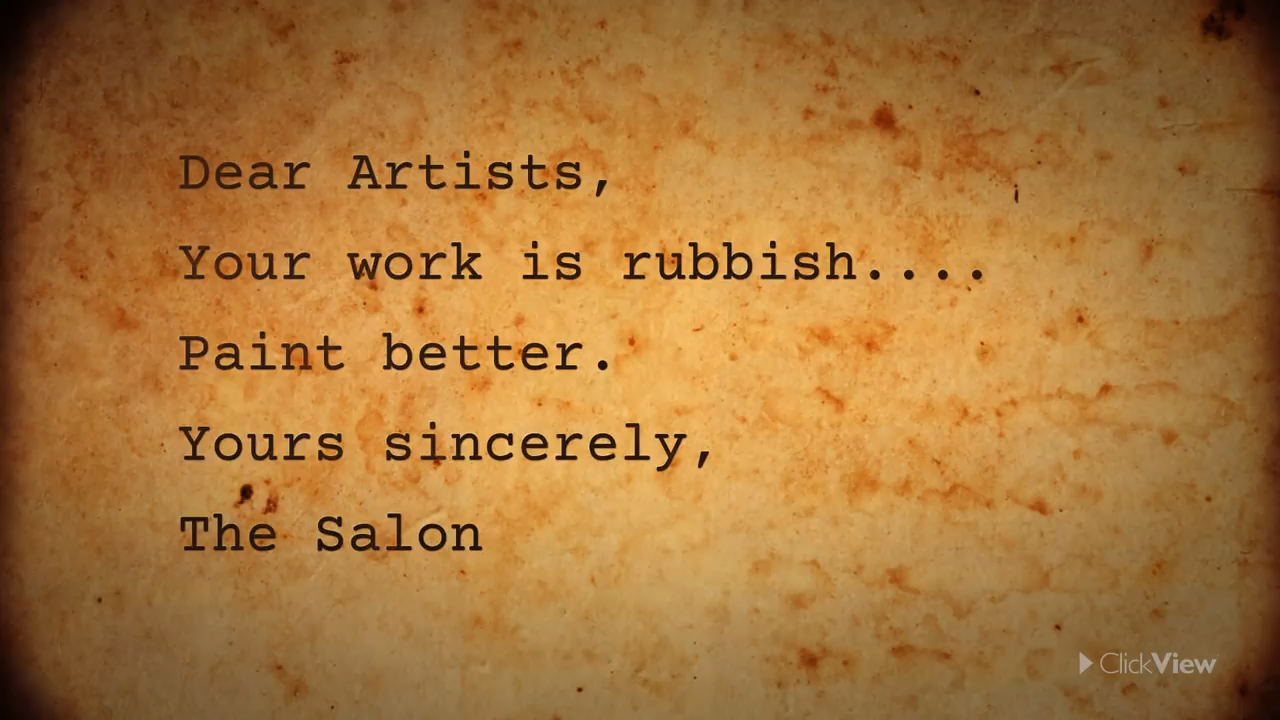 Dear Artists,
Your work is rubbish....
Paint better.
Yours sincerely,
The Salon
ClickView